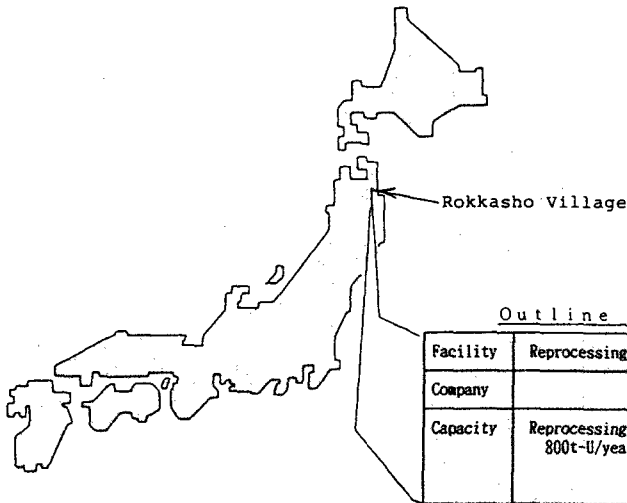 Rokkasho Village
Outline
Facility Reprocessing
Company
Capacity Reprocessing
800t-U/yea